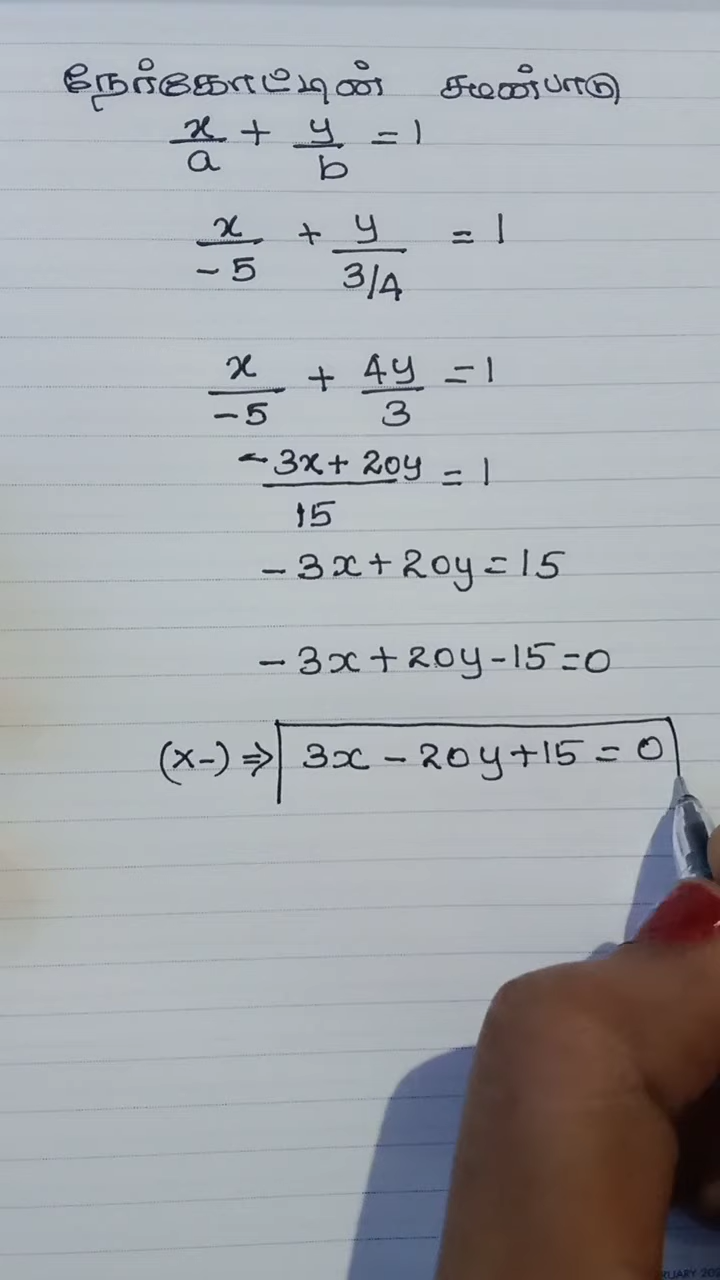 நேர்கோட்டின் சமன்பாடு
x/a + y/b = 1
x/-5 + y/3/4 = 1
x/-5 + 4y/3 = 1
-3x + 20y/15 = 1
-3x + 20y = 15
-3x + 20y - 15 = 0
(x-) ⇒ 3x - 20y + 15 = 0